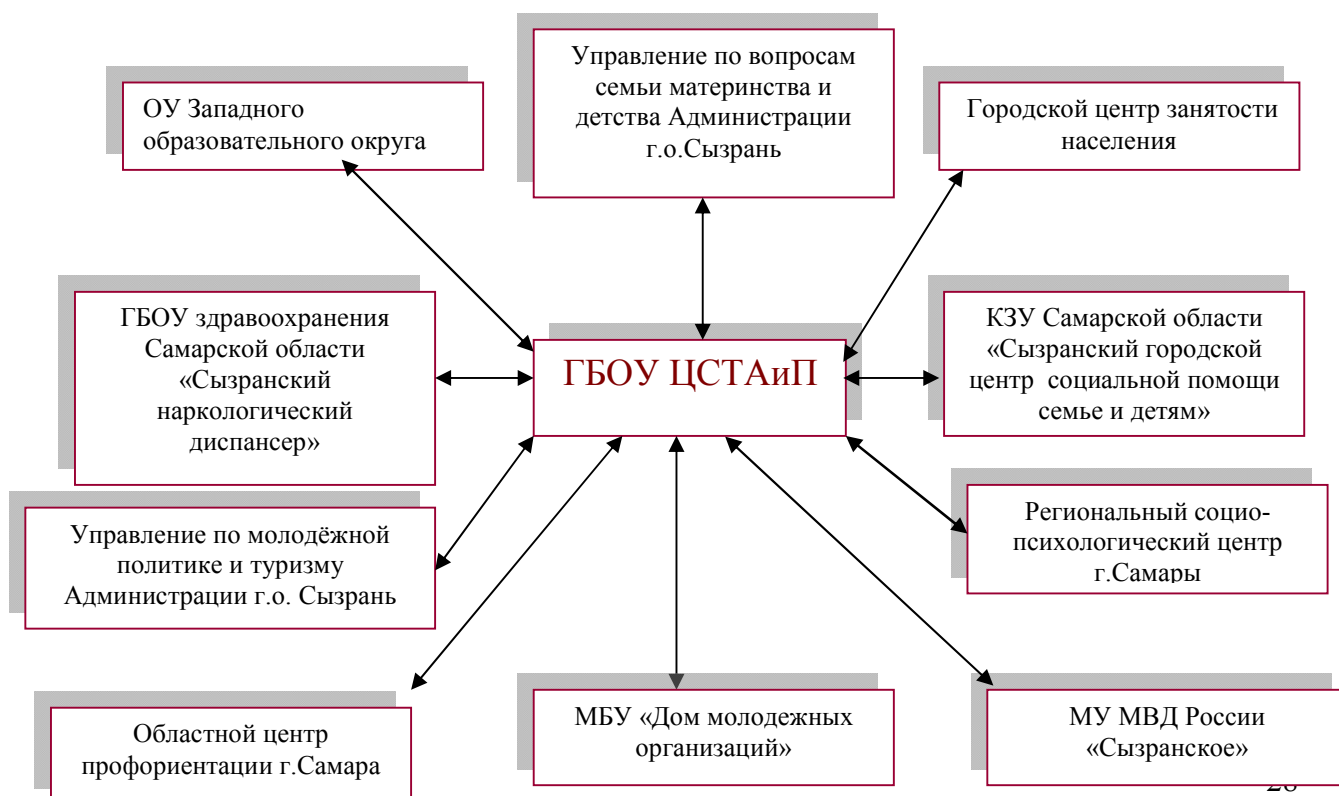 Управление по вопросам
семьи материнства и
детства Администрации
г.о.Сызрань
ОУ Западного
образовательного округа
Городской центр занятости
населения
ГБОУ здравоохранения
Самарской области
«Сызранский
наркологический
диспансер»
ГБОУ ЦСТАиП
КЗУ Самарской области
«Сызранский городской
центр социальной помощи
семье и детям»
Управление по молодёжной
политике и туризму
Администрации г.о. Сызрань
Региональный социо-
психологический центр
г.Самары
Областной центр
профориентации г.Самара
МБУ «Дом молодежных
организаций»
МУ МВД России
«Сызранское»